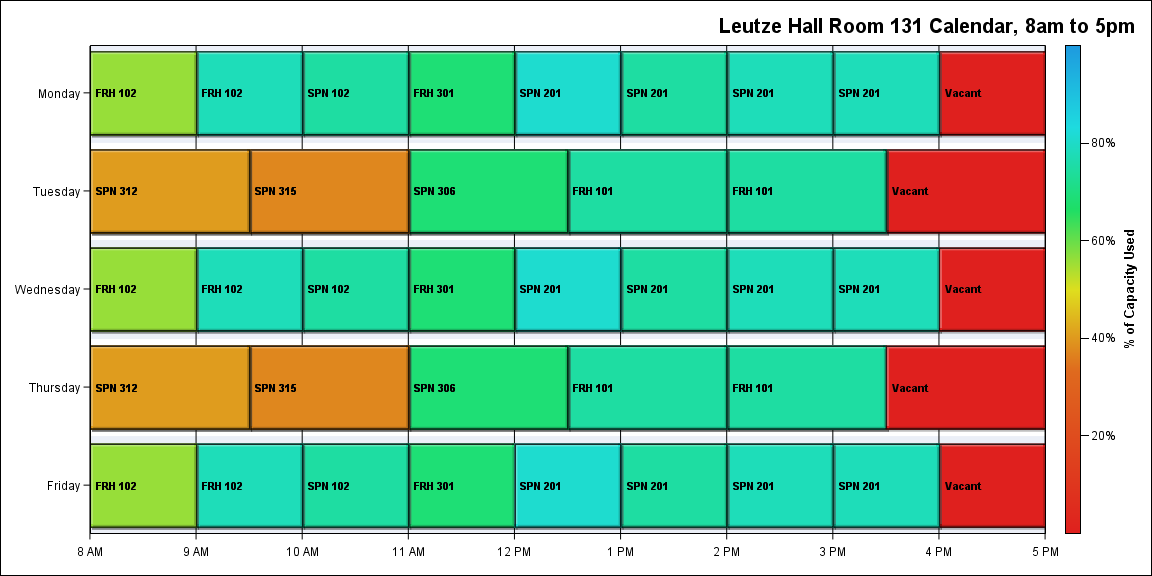 Leutze Hall Room 131 Calendar, 8am to 5pm
Monday
FRH 102
FRH 102
SPN 102
FRH 301
SPN 201
SPN 201
SPN 201
SPN 201
Vacant
Tuesday
SPN 312
SPN 315
SPN 306
FRH 101
FRH 101
Vacant
Wednesday
FRH 102
FRH 102
SPN 102
FRH 301
SPN 201
SPN 201
SPN 201
SPN 201
Vacant
Thursday
SPN 312
SPN 315
SPN 306
FRH 101
FRH 101
Vacant
Friday
FRH 102
FRH 102
SPN 102
FRH 301
SPN 201
SPN 201
SPN 201
SPN 201
Vacant
8 AM
9 AM
10 AM
11 AM
12 PM
1 PM
2 PM
3 PM
4 PM
5 PM
80%
60%
40%
20%
% of Capacity Used